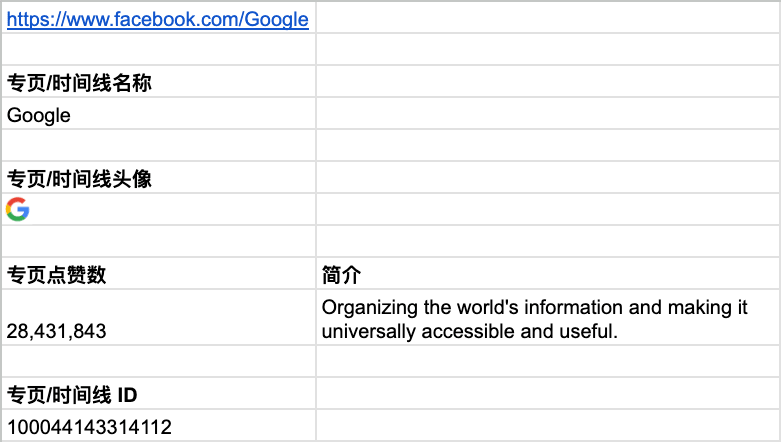 https://www.facebook.com/Google
专页/时间线名称
Google
专页/时间线头像
G
专页点赞数
简介
28,431,843
Organizing the world's information and making it
universally accessible and useful.
专页/时间线 ID
100044143314112